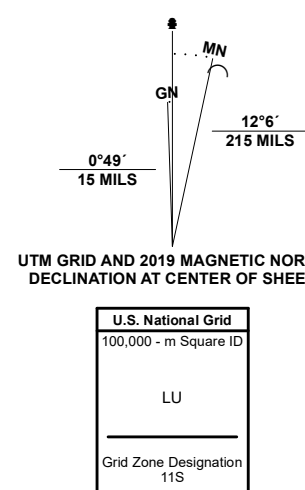 MN
GN
12°6´
215 MILS
0°49´
15 MILS
UTM GRID AND 2019 MAGNETIC NOR
DECLINATION AT CENTER OF SHEE
U.S. National Grid
100,000 - m Square ID
LU
Grid Zone Designation
11S